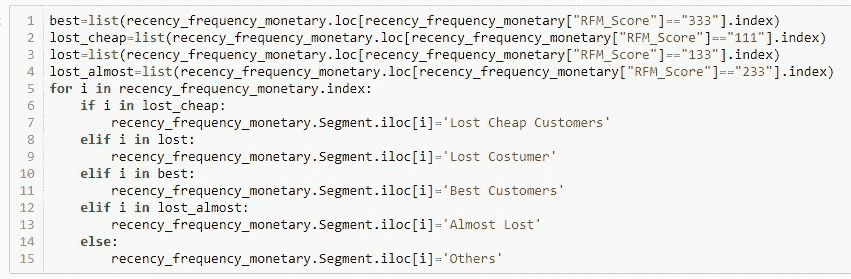 1 best=list(recency_frequency_monetary.loc[recency_frequency_monetary["RFM_Score"]=="333"].index)
2 lost_cheap=list(recency_frequency_monetary.loc[recency_frequency_monetary["RFM_Score"]=="111"].index)
3 lost=list(recency_frequency_monetary.loc[recency_frequency_monetary["RFM_Score"]=="133"].index)
4 lost_almost=list(recency_frequency_monetary.loc[recency_frequency_monetary["RFM_Score"]=="233"].index)
5 for i in recency_frequency_monetary.index:
6     if i in lost_cheap:
7         recency_frequency_monetary.Segment.iloc[i]='Lost Cheap Customers'
8     elif i in lost:
9         recency_frequency_monetary.Segment.iloc[i]='Lost Costumer'
10     elif i in best:
11         recency_frequency_monetary.Segment.iloc[i]='Best Customers'
12     elif i in lost_almost:
13         recency_frequency_monetary.Segment.iloc[i]='Almost Lost'
14     else:
15         recency_frequency_monetary.Segment.iloc[i]='Others'